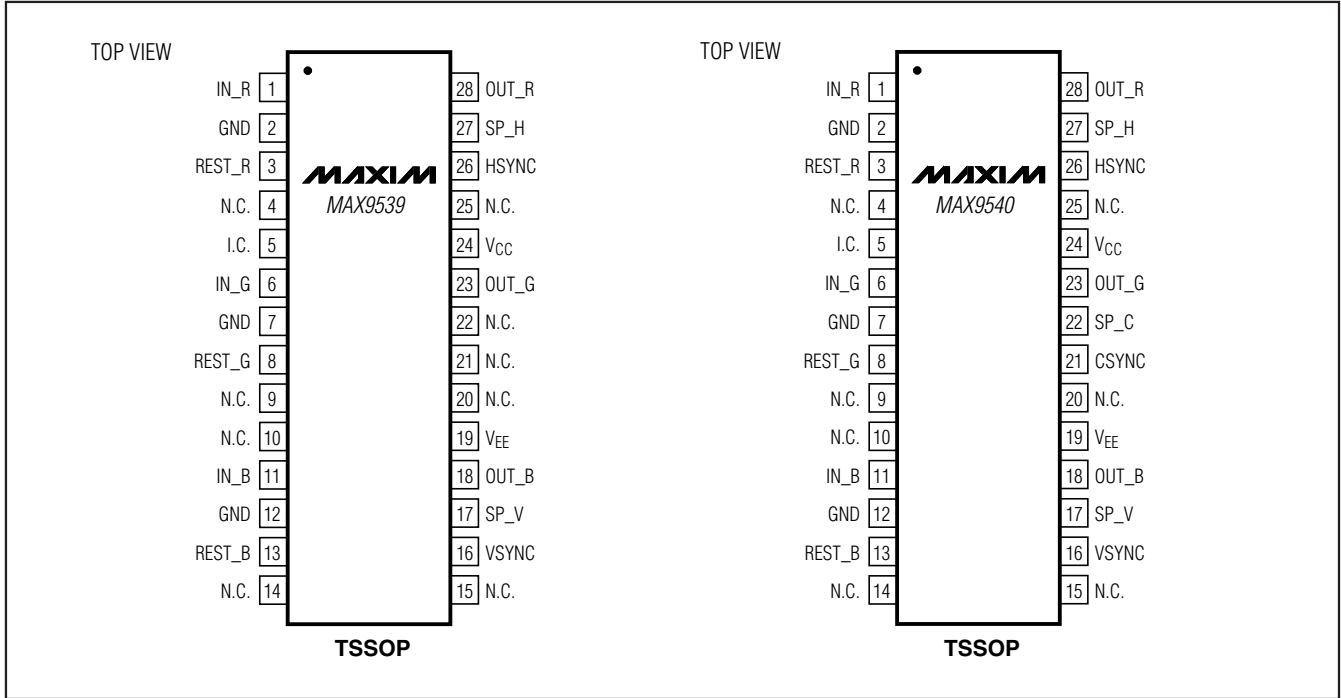 TOP VIEW
IN_R 1 28 OUT_R
GND 2 27 SP_H
REST_R 3 MAXIM 26 HSYNC
N.C. 4 MAX9539 25 N.C.
I.C. 5 24 VCC
IN_G 6 23 OUT_G
GND 7 22 N.C.
REST_G 8 21 N.C.
N.C. 9 20 N.C.
N.C. 10 19 VEE
IN_B 11 18 OUT_B
GND 12 17 SP_V
REST_B 13 16 VSYNC
N.C. 14 15 N.C.
TSSOP
TOP VIEW
IN_R 1 28 OUT_R
GND 2 27 SP_H
REST_R 3 MAXIM 26 HSYNC
N.C. 4 MAX9540 25 N.C.
I.C. 5 24 VCC
IN_G 6 23 OUT_G
GND 7 22 SP_C
REST_G 8 21 CSYNC
N.C. 9 20 N.C.
N.C. 10 19 VEE
IN_B 11 18 OUT_B
GND 12 17 SP_V
REST_B 13 16 VSYNC
N.C. 14 15 N.C.
TSSOP